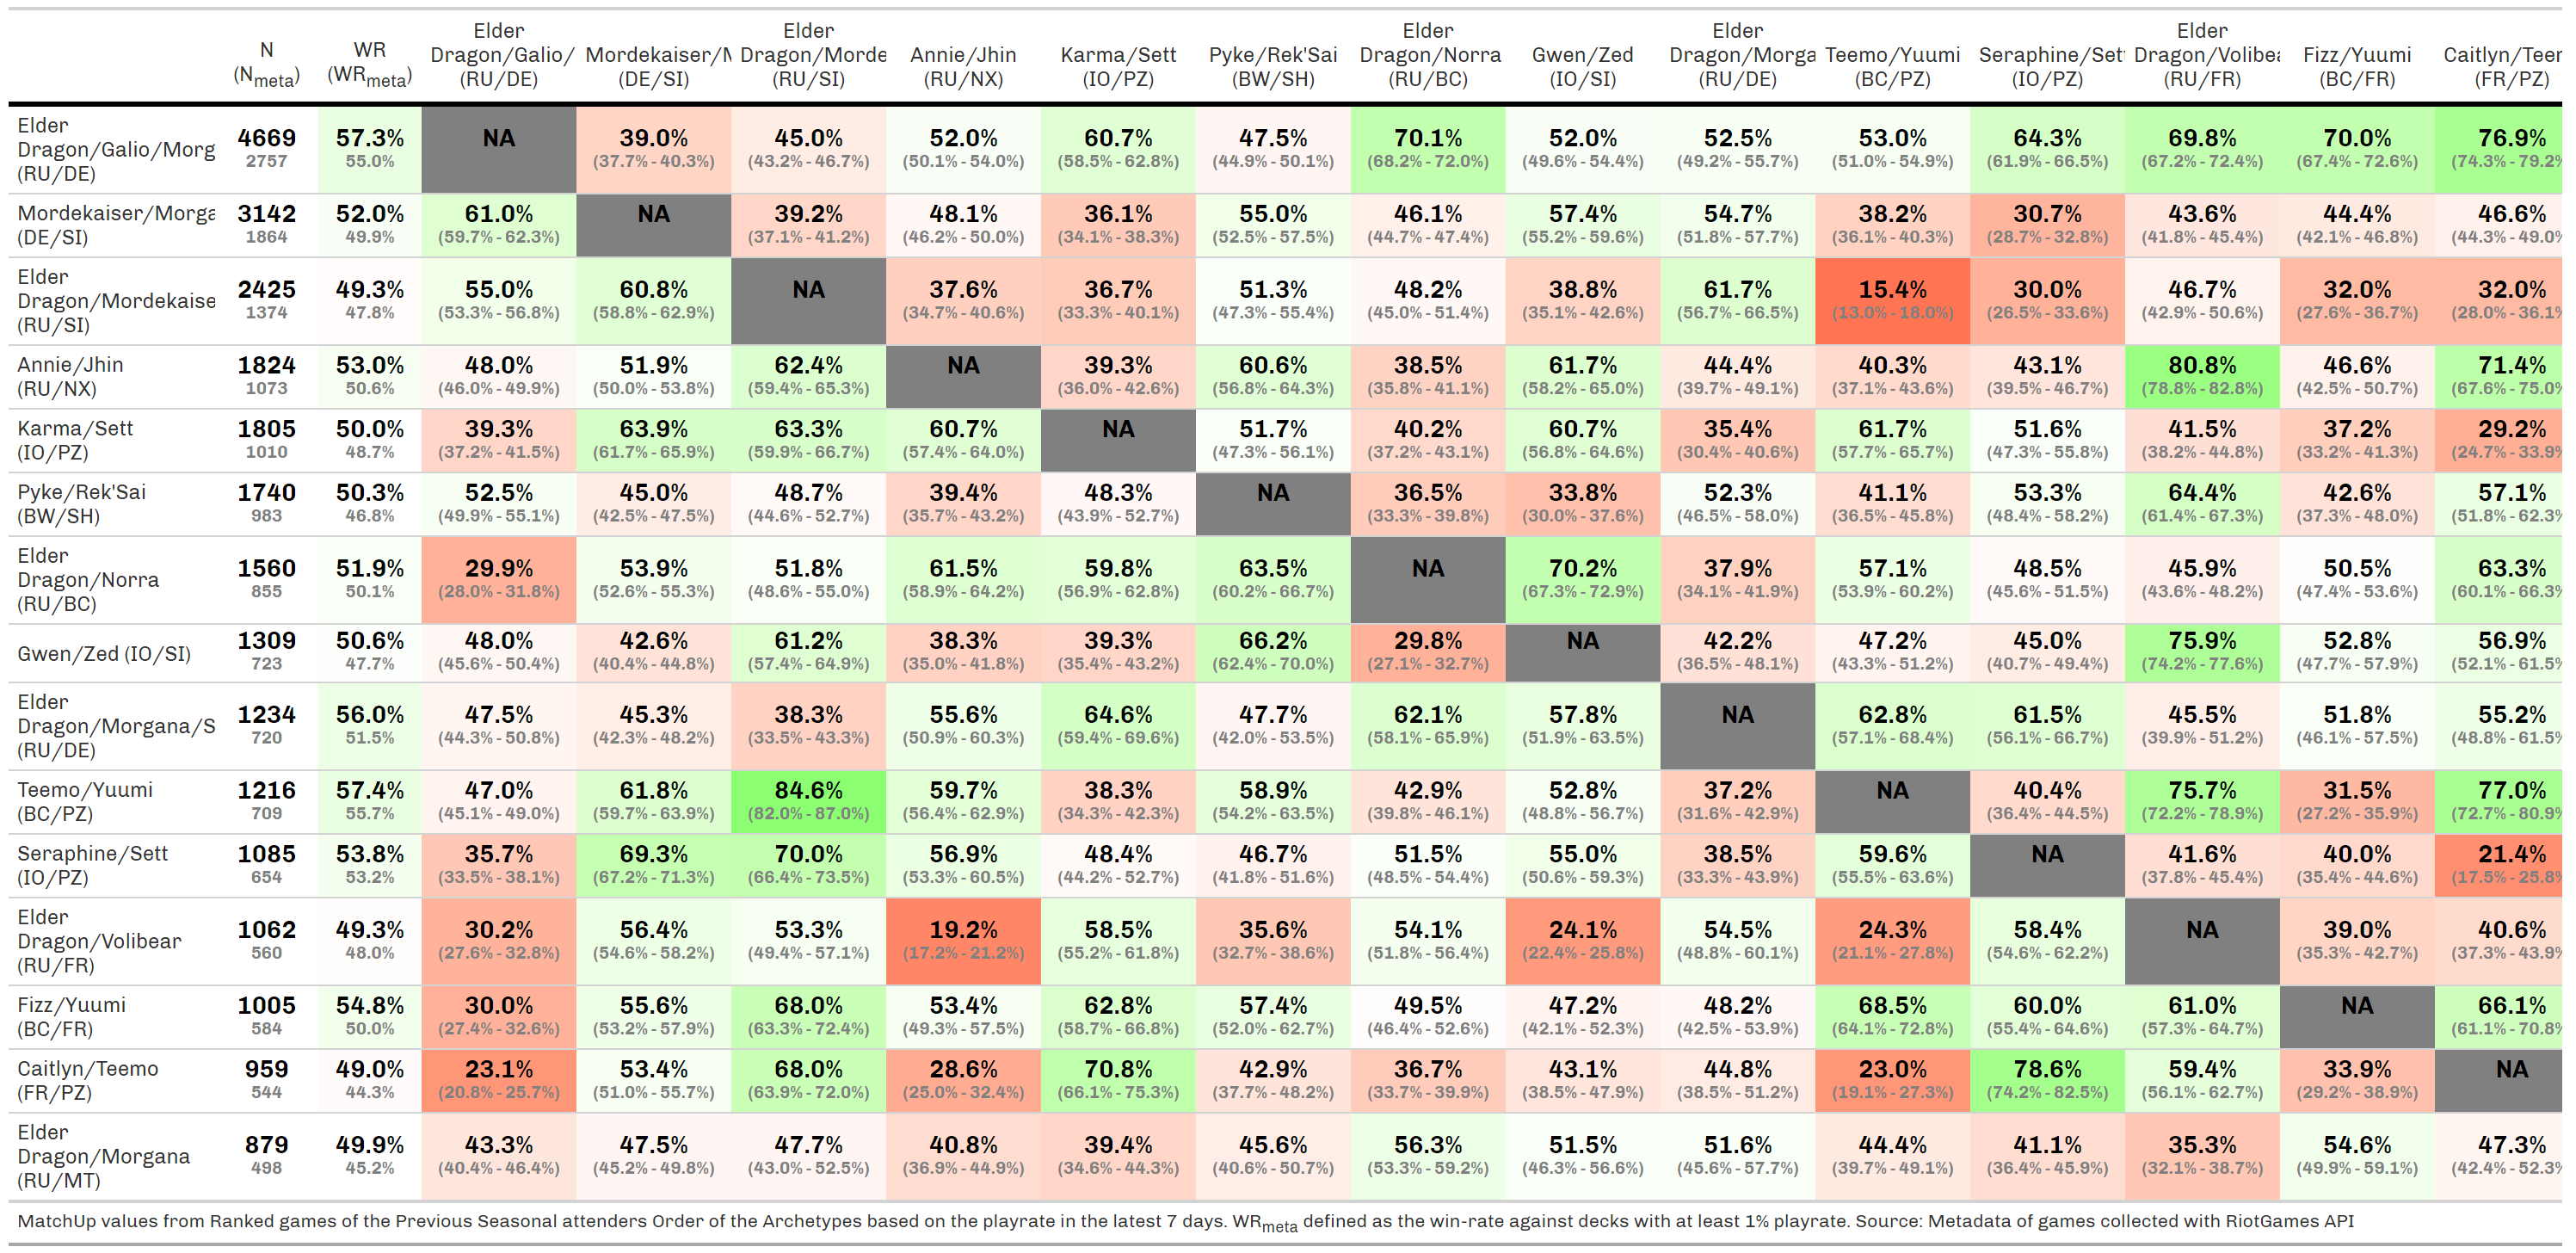 N (Nmeta) WR (WRmeta) Elder Dragon/Galio/ (RU/DE) Mordekaiser/M (DE/SI) Elder Dragon/Morde (RU/SI) Annie/Jhin (RU/NX) Karma/Sett (IO/PZ) Pyke/Rek'Sai (BW/SH) Elder Dragon/Norra (RU/BC) Gwen/Zed (IO/SI) Elder Dragon/Morga (RU/DE) Teemo/Yuumi (BC/PZ) Seraphine/Set (IO/PZ) Elder Dragon/Volibea (RU/FR) Fizz/Yuumi (BC/FR) Caitlyn/Teer (FR/PZ)
Elder Dragon/Galio/Morg (RU/DE)
4669 57.3% NA 39.0% 45.0% 52.0% 60.7% 47.5% 70.1% 52.0% 52.5% 53.0% 64.3% 69.8% 70.0% 76.9%
2757 55.0% (37.7% - 40.3%) (43.2% - 46.7%) (50.1% - 54.0%) (58.5% - 62.8%) (44.9% - 50.1%) (68.2% - 72.0%) (49.6% - 54.4%) (49.2% - 55.7%) (51.0% - 54.9%) (61.9% - 66.5%) (67.2% - 72.4%) (67.4% - 72.6%) (74.3% - 79.2%
Mordekaiser/Morga (DE/SI)
3142 52.0% 61.0% NA 39.2% 48.1% 36.1% 55.0% 46.1% 57.4% 54.7% 38.2% 30.7% 43.6% 44.4% 46.6%
1864 49.9% (59.7% - 62.3%) (37.1% - 41.2%) (46.2% - 50.0%) (34.1% - 38.3%) (52.5% - 57.5%) (44.7% - 47.4%) (55.2% - 59.6%) (51.8% - 57.7%) (36.1% - 40.3%) (28.7% - 32.8%) (41.8% - 45.4%) (42.1% - 46.8%) (44.3% - 49.0%
Elder Dragon/Mordekaise (RU/SI)
2425 49.3% 55.0% 60.8% NA 37.6% 36.7% 51.3% 48.2% 38.8% 61.7% 15.4% 30.0% 46.7% 32.0% 32.0%
1374 47.8% (53.3% - 56.8%) (58.8% - 62.9%) (34.7% - 40.6%) (33.3% - 40.1%) (47.3% - 55.4%) (45.0% - 51.4%) (35.1% - 42.6%) (56.7% - 66.5%) (13.0% - 18.0%) (26.5% - 33.6%) (42.9% - 50.6%) (27.6% - 36.7%) (28.0% - 36.1%
Annie/Jhin (RU/NX)
1824 53.0% 48.0% 51.9% 62.4% NA 39.3% 60.6% 38.5% 61.7% 44.4% 40.3% 43.1% 80.8% 46.6% 71.4%
1073 50.6% (46.0% - 49.9%) (50.0% - 53.8%) (59.4% - 65.3%) (36.0% - 42.6%) (56.8% - 64.3%) (35.8% - 41.1%) (58.2% - 65.0%) (39.7% - 49.1%) (37.1% - 43.6%) (39.5% - 46.7%) (78.8% - 82.8%) (42.5% - 50.7%) (67.6% - 75.0%
Karma/Sett (IO/PZ)
1805 50.0% 39.3% 63.9% 63.3% 60.7% NA 51.7% 40.2% 60.7% 35.4% 61.7% 51.6% 41.5% 37.2% 29.2%
1010 48.7% (37.2% - 41.5%) (61.7% - 65.9%) (59.9% - 66.7%) (57.4% - 64.0%) (47.3% - 56.1%) (37.2% - 43.1%) (56.8% - 64.6%) (30.4% - 40.6%) (57.7% - 65.7%) (47.3% - 55.8%) (38.2% - 44.8%) (33.2% - 41.3%) (24.7% - 33.9%
Pyke/Rek'Sai (BW/SH)
1740 50.3% 52.5% 45.0% 48.7% 39.4% 48.3% NA 36.5% 33.8% 52.3% 41.1% 53.3% 64.4% 42.6% 57.1%
983 46.8% (49.9% - 55.1%) (42.5% - 47.5%) (44.6% - 52.7%) (35.7% - 43.2%) (43.9% - 52.7%) (33.3% - 39.8%) (30.0% - 37.6%) (46.5% - 58.0%) (36.5% - 45.8%) (48.4% - 58.2%) (61.4% - 67.3%) (37.3% - 48.0%) (51.8% - 62.3%
Elder Dragon/Norra (RU/BC)
1560 51.9% 29.9% 53.9% 51.8% 61.5% 59.8% 63.5% NA 70.2% 37.9% 57.1% 48.5% 45.9% 50.5% 63.3%
855 50.1% (28.0% - 31.8%) (52.6% - 55.3%) (48.6% - 55.0%) (58.9% - 64.2%) (56.9% - 62.8%) (60.2% - 66.7%) (67.3% - 72.9%) (34.1% - 41.9%) (53.9% - 60.2%) (45.6% - 51.5%) (43.6% - 48.2%) (47.4% - 53.6%) (60.1% - 66.3%
Gwen/Zed (IO/SI)
1309 50.6% 48.0% 42.6% 61.2% 38.3% 39.3% 66.2% 29.8% NA 42.2% 47.2% 45.0% 75.9% 52.8% 56.9%
723 47.7% (45.6% - 50.4%) (40.4% - 44.8%) (57.4% - 64.9%) (35.0% - 41.8%) (35.4% - 43.2%) (62.4% - 70.0%) (27.1% - 32.7%) (36.5% - 48.1%) (43.3% - 51.2%) (40.7% - 49.4%) (74.2% - 77.6%) (47.7% - 57.9%) (52.1% - 61.5%
Elder Dragon/Morgana/S (RU/DE)
1234 56.0% 47.5% 45.3% 38.3% 55.6% 64.6% 47.7% 62.1% 57.8% NA 62.8% 61.5% 45.5% 51.8% 55.2%
720 51.5% (44.3% - 50.8%) (42.3% - 48.2%) (33.5% - 43.3%) (50.9% - 60.3%) (59.4% - 69.6%) (42.0% - 53.5%) (58.1% - 65.9%) (51.9% - 63.5%) (57.1% - 68.4%) (56.1% - 66.7%) (39.9% - 51.2%) (46.1% - 57.5%) (48.8% - 61.5%
Teemo/Yuumi (BC/PZ)
1216 57.4% 47.0% 61.8% 84.6% 59.7% 38.3% 58.9% 42.9% 52.8% 37.2% NA 40.4% 75.7% 31.5% 77.0%
709 55.7% (45.1% - 49.0%) (59.7% - 63.9%) (82.0% - 87.0%) (56.4% - 62.9%) (34.3% - 42.3%) (54.2% - 63.5%) (39.8% - 46.1%) (48.8% - 56.7%) (31.6% - 42.9%) (36.4% - 44.5%) (72.2% - 78.9%) (27.2% - 35.9%) (72.7% - 80.9%
Seraphine/Sett (IO/PZ)
1085 53.8% 35.7% 69.3% 70.0% 56.9% 48.4% 46.7% 51.5% 55.0% 38.5% 59.6% NA 41.6% 40.0% 21.4%
654 53.2% (33.5% - 38.1%) (67.2% - 71.3%) (66.4% - 73.5%) (53.3% - 60.5%) (44.2% - 52.7%) (41.8% - 51.6%) (48.5% - 54.4%) (50.6% - 59.3%) (33.3% - 43.9%) (55.5% - 63.6%) (37.8% - 45.4%) (35.4% - 44.6%) (17.5% - 25.8%
Elder Dragon/Volibear (RU/FR)
1062 49.3% 30.2% 56.4% 53.3% 19.2% 58.5% 35.6% 54.1% 24.1% 54.5% 24.3% 58.4% NA 39.0% 40.6%
560 48.0% (27.6% - 32.8%) (54.6% - 58.2%) (49.4% - 57.1%) (17.2% - 21.2%) (55.2% - 61.8%) (32.7% - 38.6%) (51.8% - 56.4%) (22.4% - 25.8%) (48.8% - 60.1%) (21.1% - 27.8%) (54.6% - 62.2%) (35.3% - 42.7%) (37.3% - 43.9%
Fizz/Yuumi (BC/FR)
1005 54.8% 30.0% 55.6% 68.0% 53.4% 62.8% 57.4% 49.5% 47.2% 48.2% 68.5% 60.0% 61.0% NA 66.1%
584 50.0% (27.4% - 32.6%) (53.2% - 57.9%) (63.3% - 72.4%) (49.3% - 57.5%) (58.7% - 66.8%) (52.0% - 62.7%) (46.4% - 52.6%) (42.1% - 52.3%) (42.5% - 53.9%) (64.1% - 72.8%) (55.4% - 64.6%) (57.3% - 64.7%) (61.1% - 70.8%
Caitlyn/Teemo (FR/PZ)
959 49.0% 23.1% 53.4% 68.0% 28.6% 70.8% 42.9% 36.7% 43.1% 44.8% 23.0% 78.6% 59.4% 33.9% NA
544 44.3% (20.8% - 25.7%) (51.0% - 55.7%) (63.9% - 72.0%) (25.0% - 32.4%) (66.1% - 75.3%) (37.7% - 48.2%) (33.7% - 39.9%) (38.5% - 47.9%) (38.5% - 51.2%) (19.1% - 27.3%) (74.2% - 82.5%) (56.1% - 62.7%) (29.2% - 38.9%)
Elder Dragon/Morgana (RU/MT)
879 49.9% 43.3% 47.5% 47.7% 40.8% 39.4% 45.6% 56.3% 51.5% 51.6% 44.4% 41.1% 35.3% 54.6% 47.3%
498 45.2% (40.4% - 46.4%) (45.2% - 49.8%) (43.0% - 52.5%) (36.9% - 44.9%) (34.6% - 44.3%) (40.6% - 50.7%) (53.3% - 59.2%) (46.3% - 56.6%) (45.6% - 57.7%) (39.7% - 49.1%) (36.4% - 45.9%) (32.1% - 38.7%) (49.9% - 59.1%) (42.4% - 52.3%
MatchUp values from Ranked games of the Previous Seasonal attenders Order of the Archetypes based on the playrate in the latest 7 days. WRmeta defined as the win-rate against decks with at least 1% playrate. Source: Metadata of games collected with RiotGames API